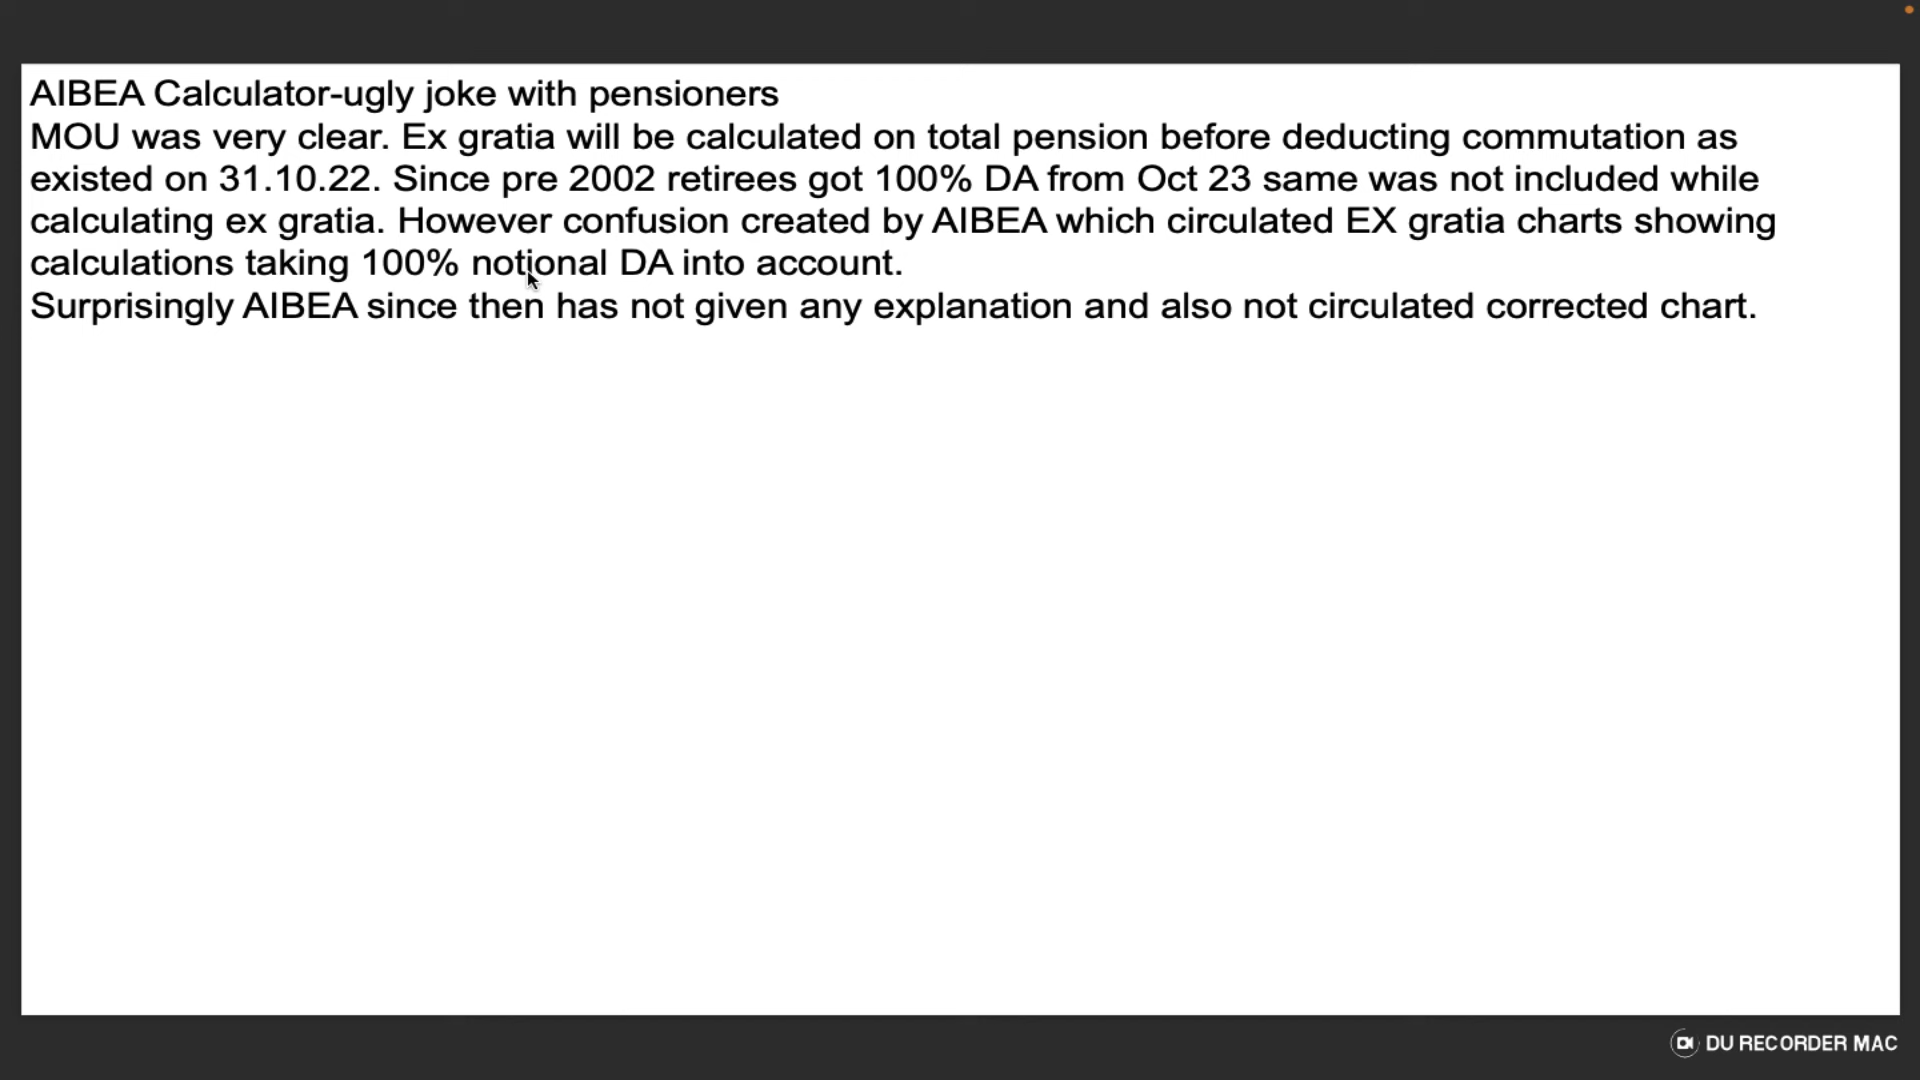 AIBEA Calculator-ugly joke with pensioners
MOU was very clear. Ex gratia will be calculated on total pension before deducting commutation as
existed on 31.10.22. Since pre 2002 retirees got 100% DA from Oct 23 same was not included while
calculating ex gratia. However confusion created by AIBEA which circulated EX gratia charts showing
calculations taking 100% notional DA into account.
Surprisingly AIBEA since then has not given any explanation and also not circulated corrected chart.
DU RECORDER MAC